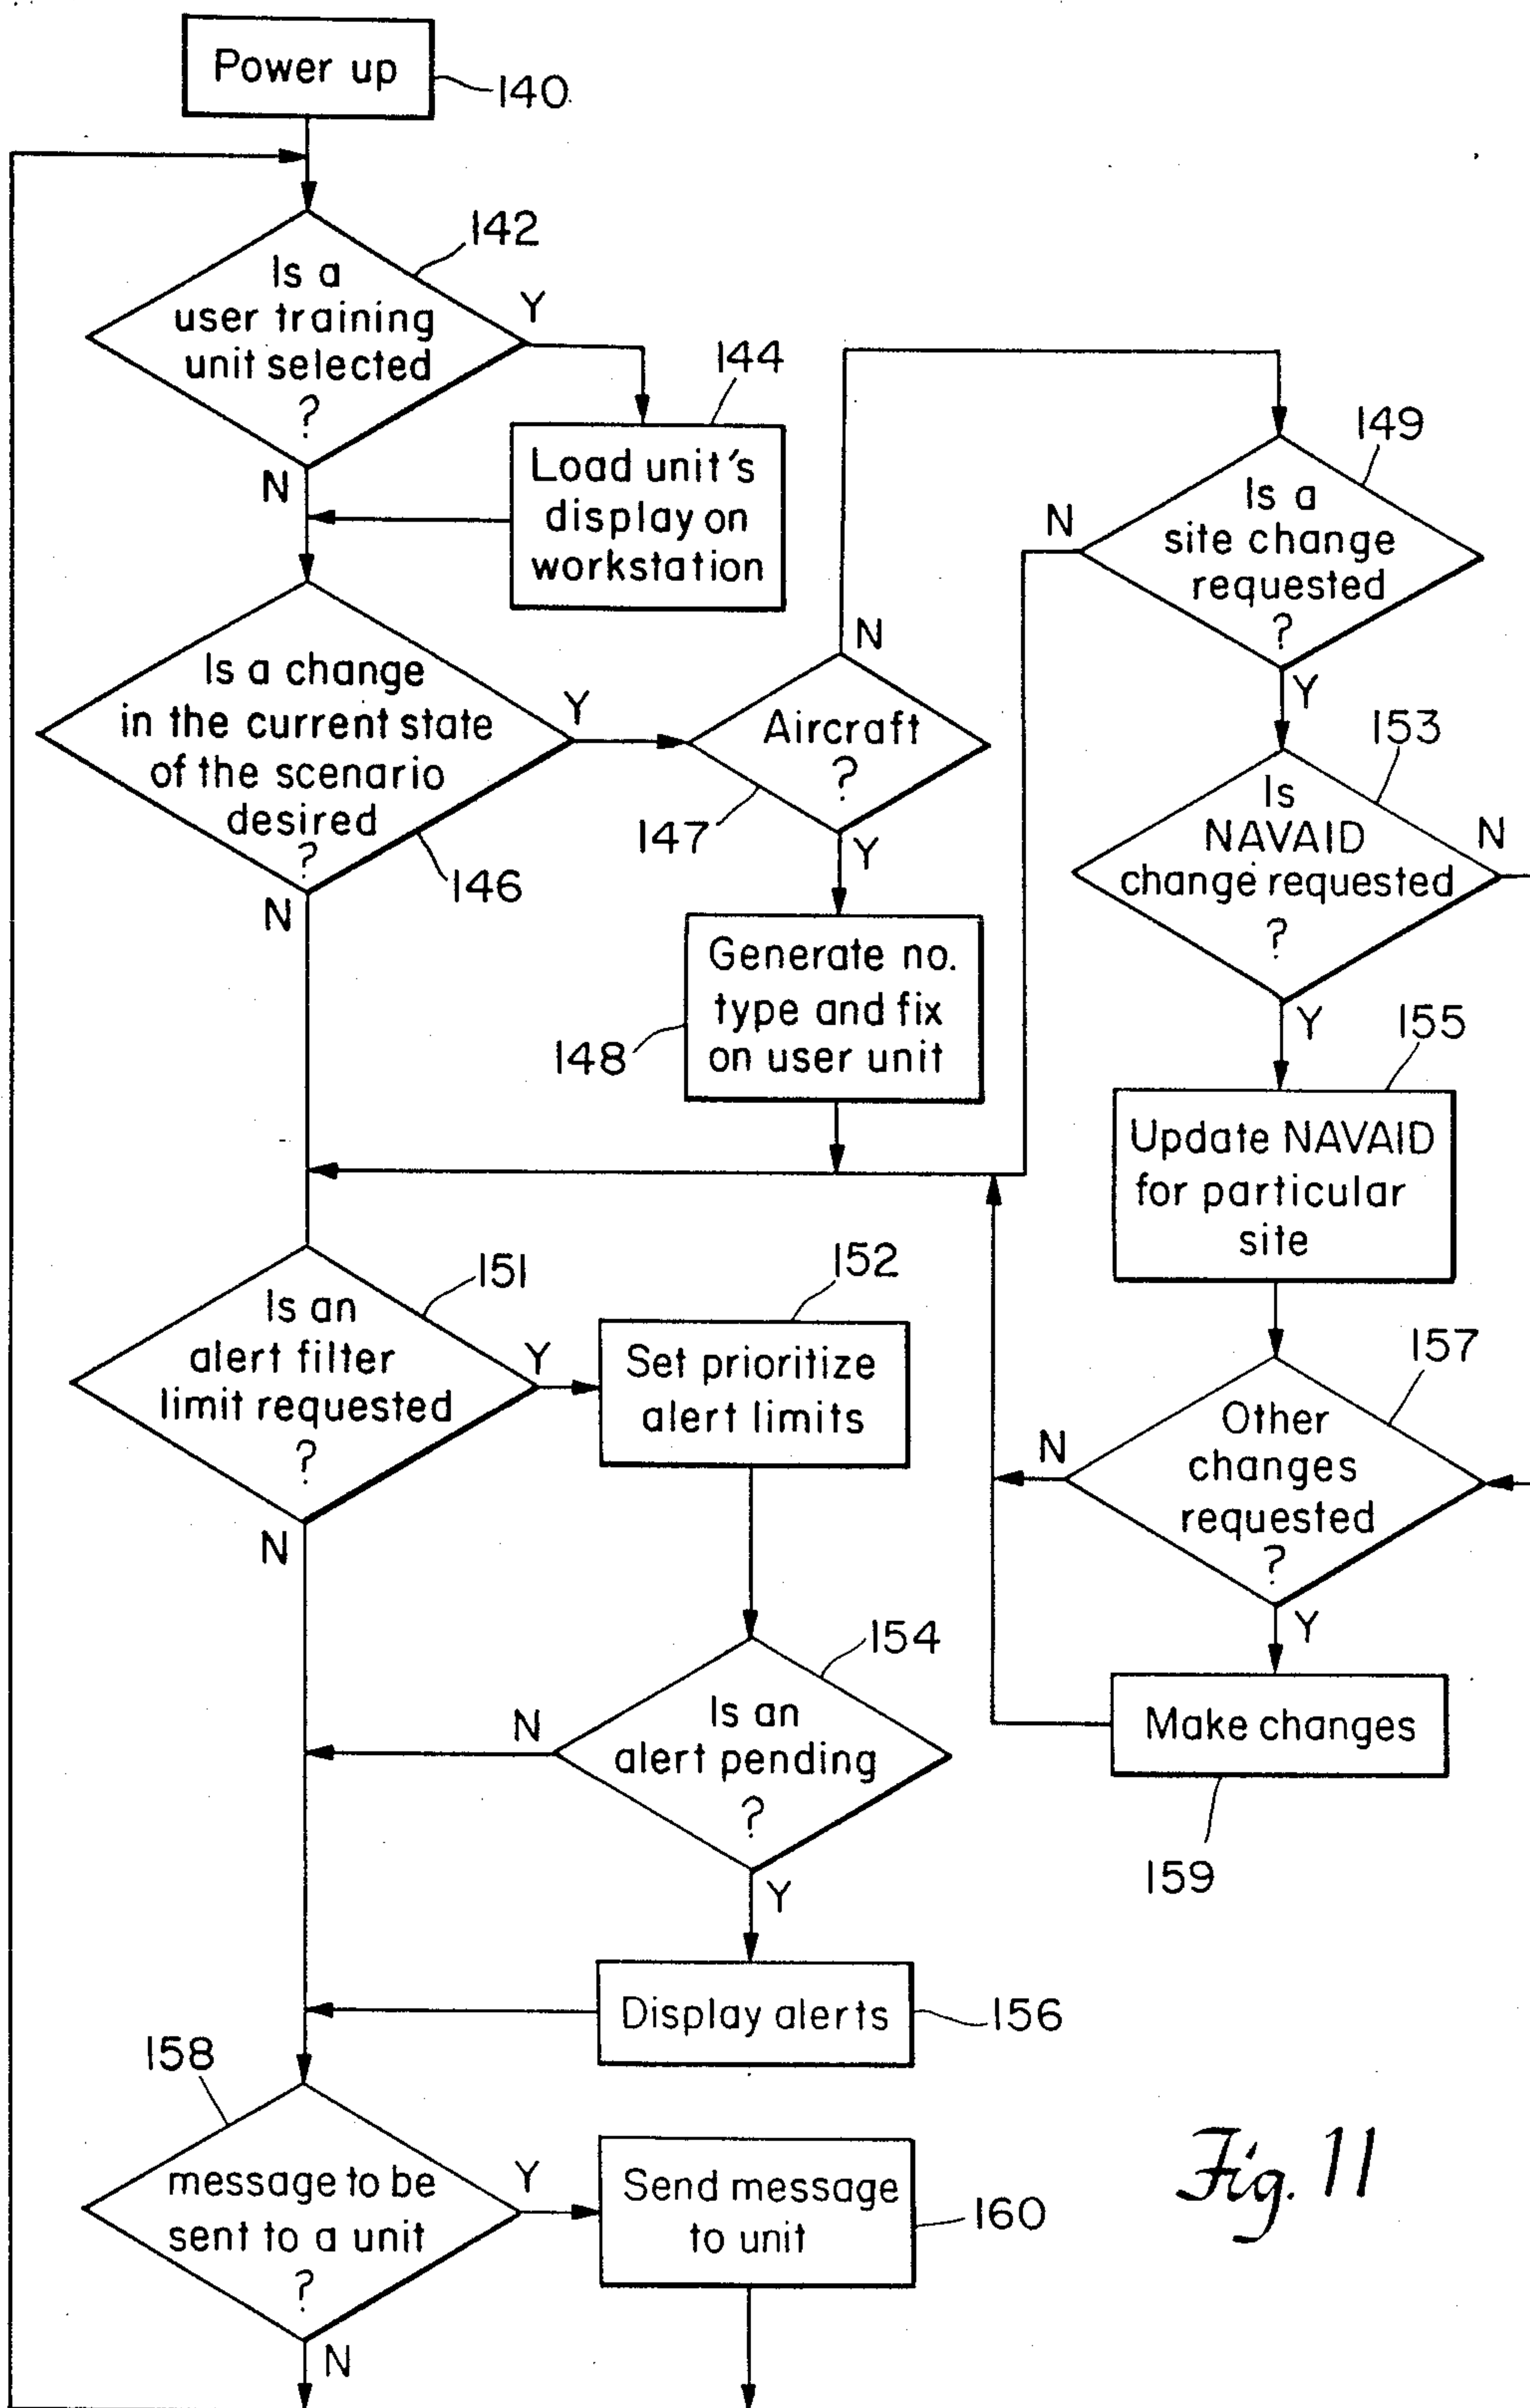 Power up
140
142
Is a
user training
unit selected
?
Y
N
144
Load unit's
display on
workstation
Is a change
in the current state
of the scenario
desired
?
Y
N
146
Aircraft
?
N
Y
147
Generate no.
type and fix
on user unit
148
149
Is a
site change
requested
?
N
Y
153
Is
NAVAID
change requested
?
N
Y
155
Update NAVAID
for particular
site
157
Other
changes
requested
?
N
Y
Make changes
159
151
Is an
alert filter
limit requested
?
Y
N
152
Set prioritize
alert limits
154
Is an
alert pending
?
N
Y
Display alerts
156
158
message to be
sent to a unit
?
Y
N
Send message
to unit
160
Fig. 11